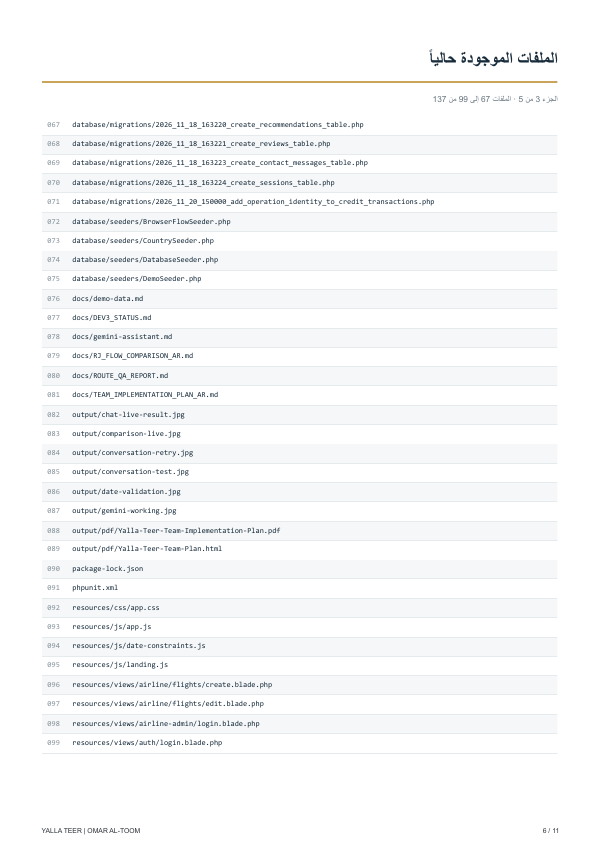 الملفات الموجودة حالياً
الجزء 3 من 5 · الملفات 67 إلى 99 من 137
067 database/migrations/2026_11_18_163220_create_recommendations_table.php
068 database/migrations/2026_11_18_163221_create_reviews_table.php
069 database/migrations/2026_11_18_163223_create_contact_messages_table.php
070 database/migrations/2026_11_18_163224_create_sessions_table.php
071 database/migrations/2026_11_20_150000_add_operation_identity_to_credit_transactions.php
072 database/seeders/BrowserFlowSeeder.php
073 database/seeders/CountrySeeder.php
074 database/seeders/DatabaseSeeder.php
075 database/seeders/DemoSeeder.php
076 docs/demo-data.md
077 docs/DEV3_STATUS.md
078 docs/gemini-assistant.md
079 docs/RJ_FLOW_COMPARISON_AR.md
080 docs/ROUTE_QA_REPORT.md
081 docs/TEAM_IMPLEMENTATION_PLAN_AR.md
082 output/chat-live-result.jpg
083 output/comparison-live.jpg
084 output/conversation-retry.jpg
085 output/conversation-test.jpg
086 output/date-validation.jpg
087 output/gemini-working.jpg
088 output/pdf/Yalla-Teer-Team-Implementation-Plan.pdf
089 output/pdf/Yalla-Teer-Team-Plan.html
090 package-lock.json
091 phpunit.xml
092 resources/css/app.css
093 resources/js/app.js
094 resources/js/date-constraints.js
095 resources/js/landing.js
096 resources/views/airline/flights/create.blade.php
097 resources/views/airline/flights/edit.blade.php
098 resources/views/airline-admin/login.blade.php
099 resources/views/auth/login.blade.php
YALLA TEER | OMAR AL-TOOM
6 / 11